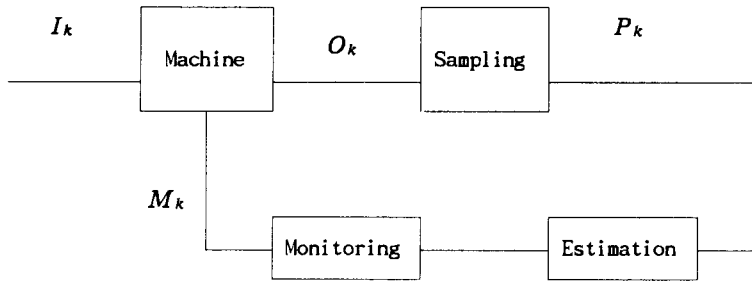 I_k
O_k
P_k
Machine
Sampling
M_k
Monitoring
Estimation